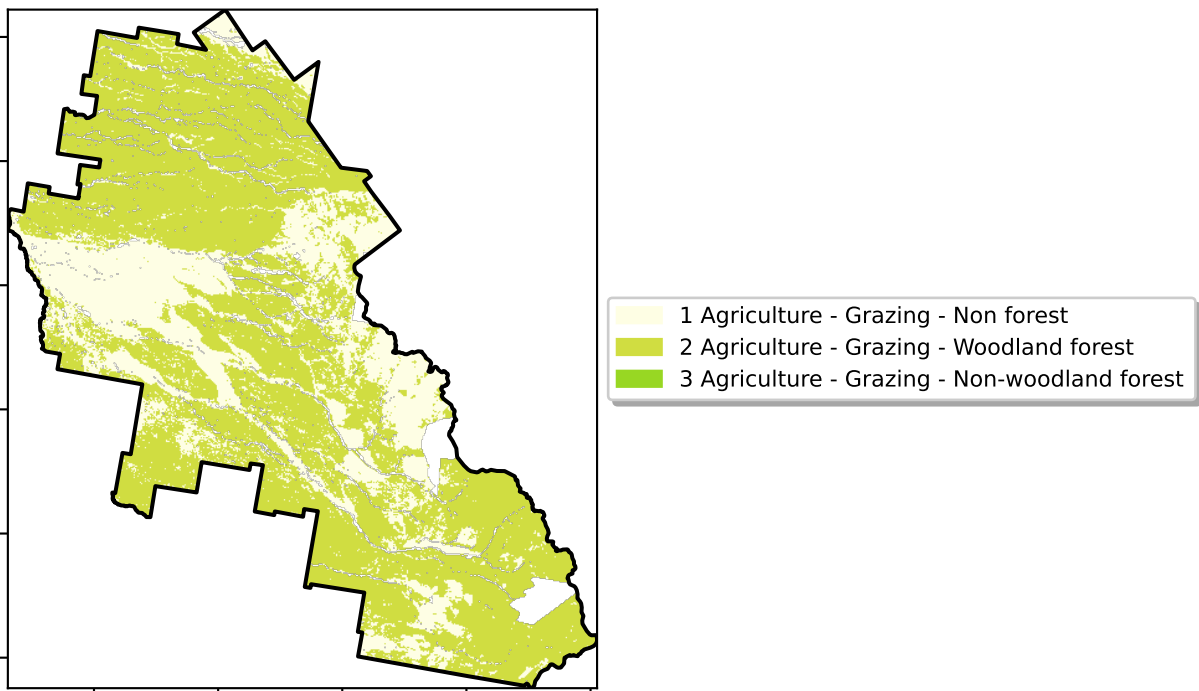 1 Agriculture - Grazing - Non forest
2 Agriculture - Grazing - Woodland forest
3 Agriculture - Grazing - Non-woodland forest